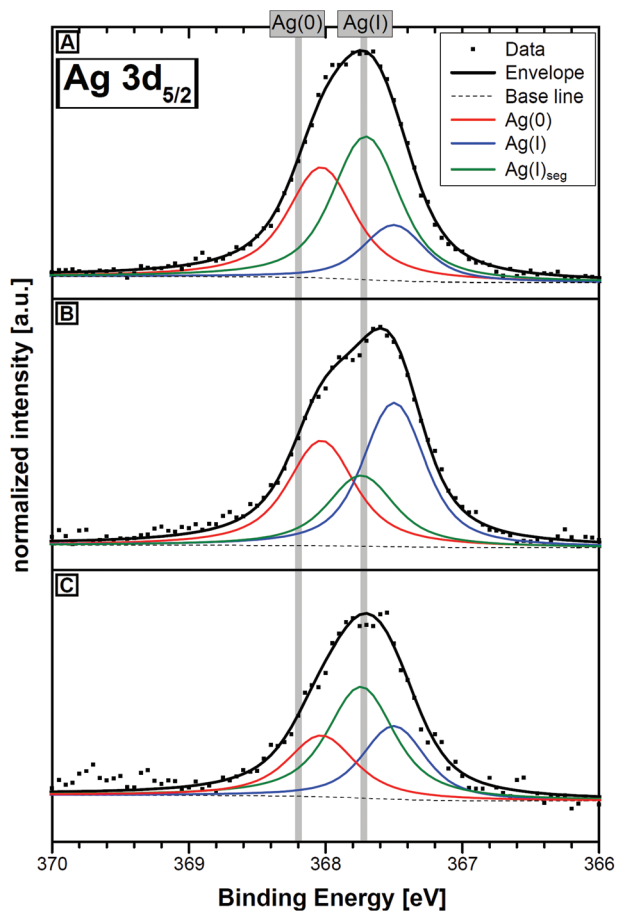 Ag(0) Ag(I)
A
Ag 3d5/2
Data
Envelope
Base line
Ag(0)
Ag(I)
Ag(I)seg
B
C
normalized intensity [a.u.]
370 369 368 367 366
Binding Energy [eV]